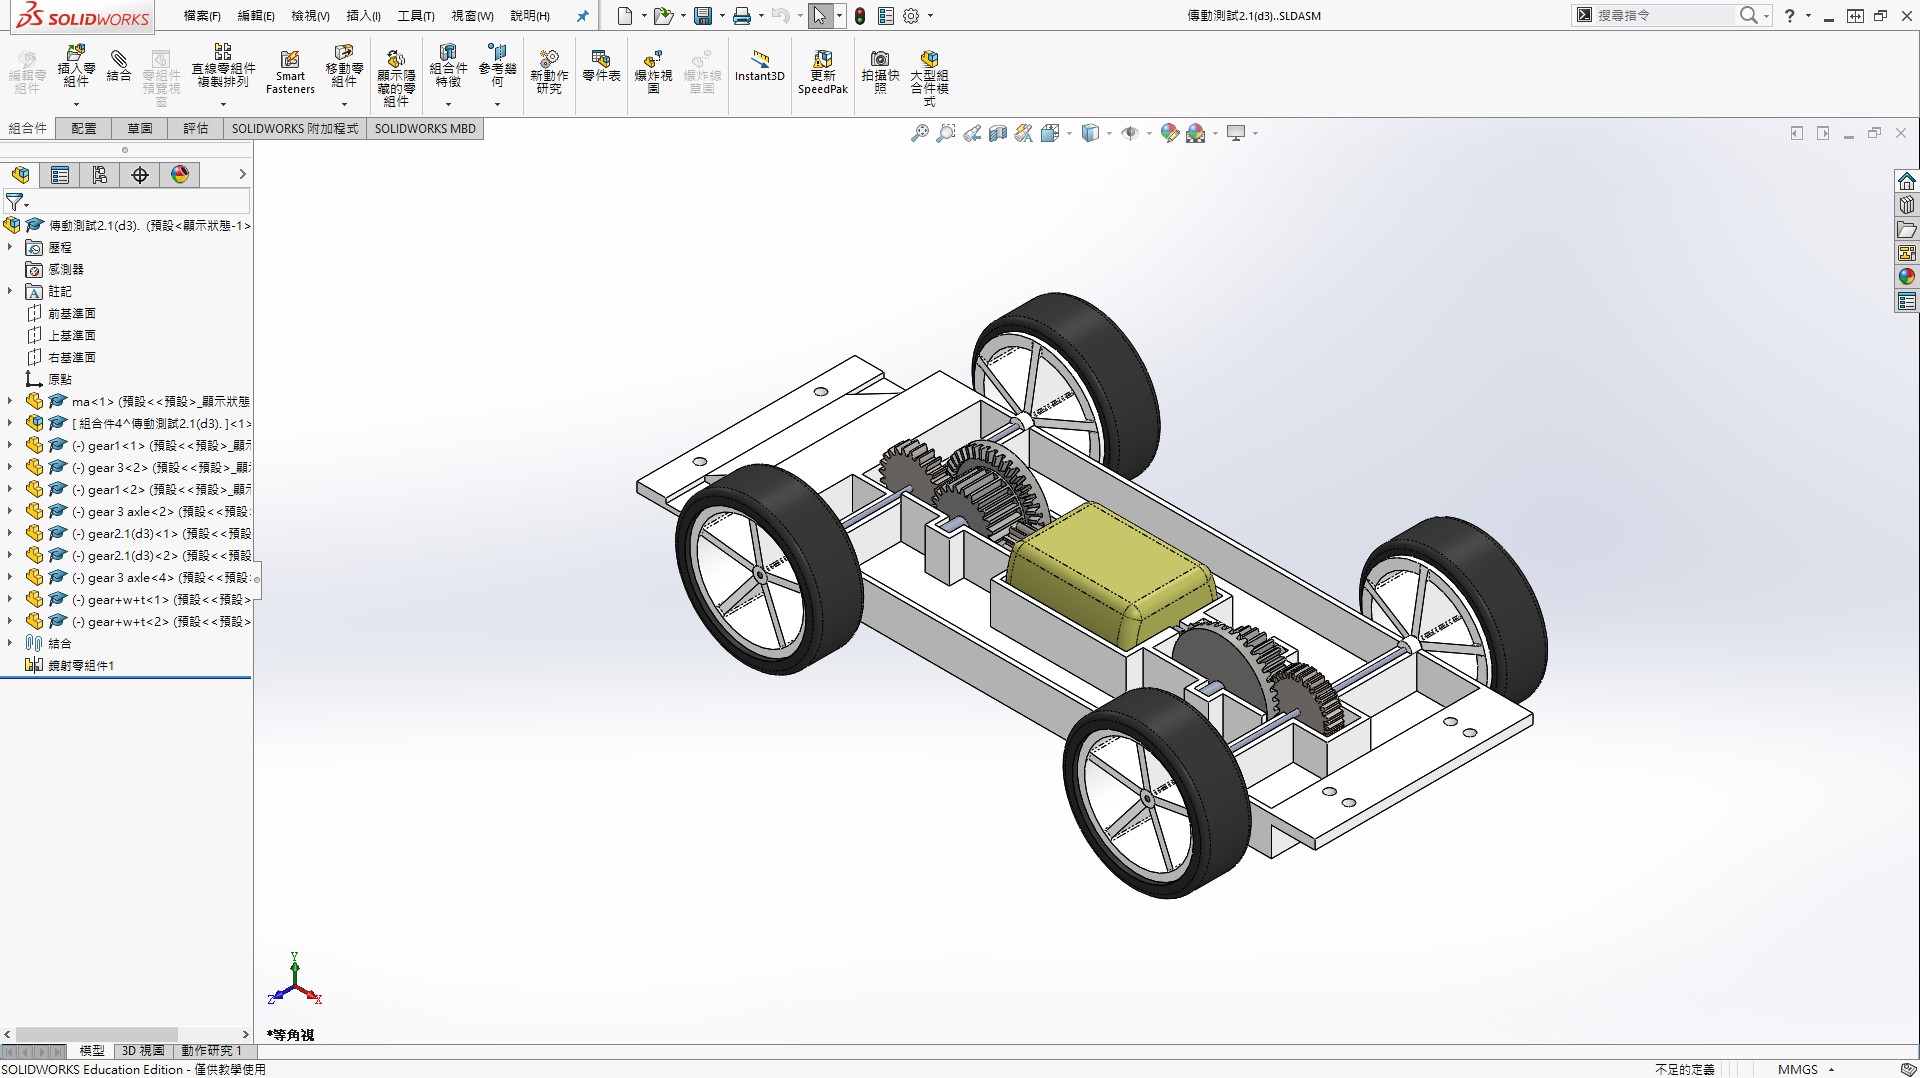 SOLIDWORKS
檔案(F) 編輯(E) 檢視(V) 插入(I) 工具(T) 視窗(W) 說明(H)
傳動測試2.1(d3)..SLDASM
搜尋指令
?
編輯零組件
插入零組件
結合
零組件預覽視窗
直線零組件複製排列
Smart Fasteners
移動零組件
顯示隱藏的零組件
組合件特徵
參考幾何
新動作研究
零件表
爆炸視圖
爆炸線草圖
Instant3D
更新 SpeedPak
拍攝快照
大型組合件模式
組合件 配置 草圖 評估 SOLIDWORKS 附加程式 SOLIDWORKS MBD
傳動測試2.1(d3). (預設<顯示狀態-1>
歷程
感測器
註記
前基準面
上基準面
右基準面
原點
ma<1> (預設<<預設>_顯示狀態
[ 組合件4^傳動測試2.1(d3). ]<1>
(-) gear1<1> (預設<<預設>_顯
(-) gear 3<2> (預設<<預設>_顯
(-) gear1<2> (預設<<預設>_顯
(-) gear 3 axle<2> (預設<<預設
(-) gear2.1(d3)<1> (預設<<預設
(-) gear2.1(d3)<2> (預設<<預設
(-) gear 3 axle<4> (預設<<預設
(-) gear+w+t<1> (預設<<預設>
(-) gear+w+t<2> (預設<<預設>
結合
鏡射零組件1
Y
Z X
*等角視
模型 3D 視圖 動作研究 1
SOLIDWORKS Education Edition - 僅供教學使用
不足的定義 MMGS